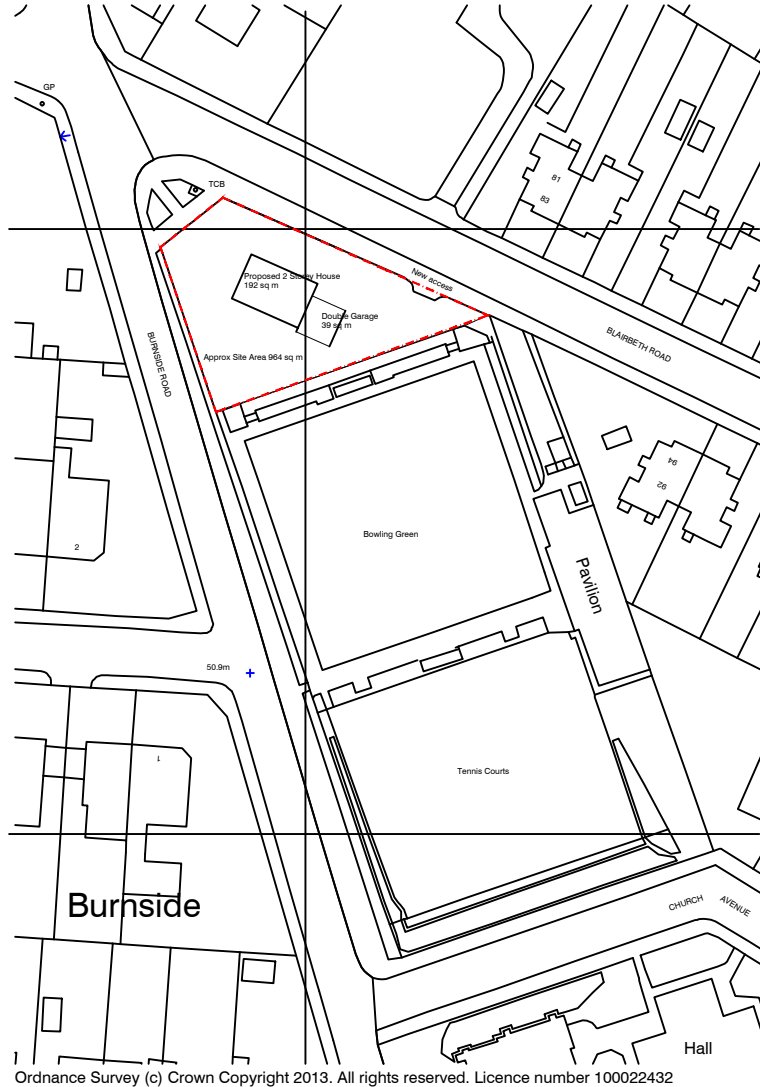 GP
TCB
81
83
New access
Proposed 2 Storey House
192 sq m
Double Garage
39 sq m
BURNSIDE ROAD
BLAIRBETH ROAD
Approx Site Area 964 sq m
94
92
Bowling Green
2
Pavilion
50.9m
1
Tennis Courts
Burnside
CHURCH AVENUE
Hall
Ordnance Survey (c) Crown Copyright 2013. All rights reserved. Licence number 100022432